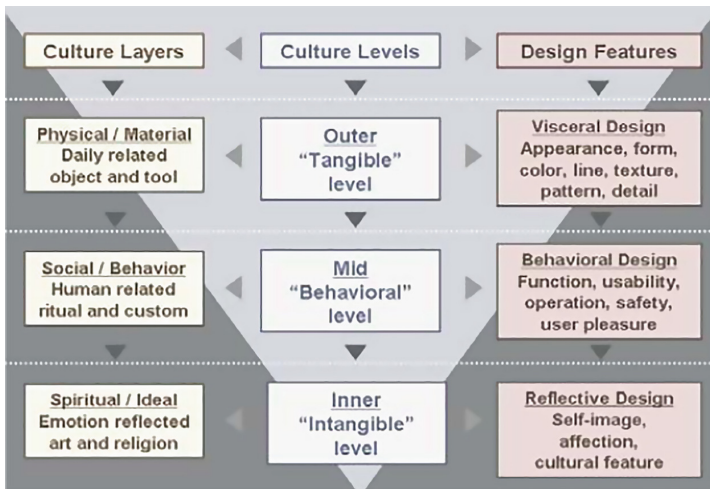 Culture Layers
Culture Levels
Design Features
Physical / Material
Daily related
object and tool
Outer
“Tangible”
level
Visceral Design
Appearance, form,
color, line, texture,
pattern, detail
Social / Behavior
Human related
ritual and custom
Mid
“Behavioral”
level
Behavioral Design
Function, usability,
operation, safety,
user pleasure
Spiritual / Ideal
Emotion reflected
art and religion
Inner
“Intangible”
level
Reflective Design
Self-image,
affection,
cultural feature